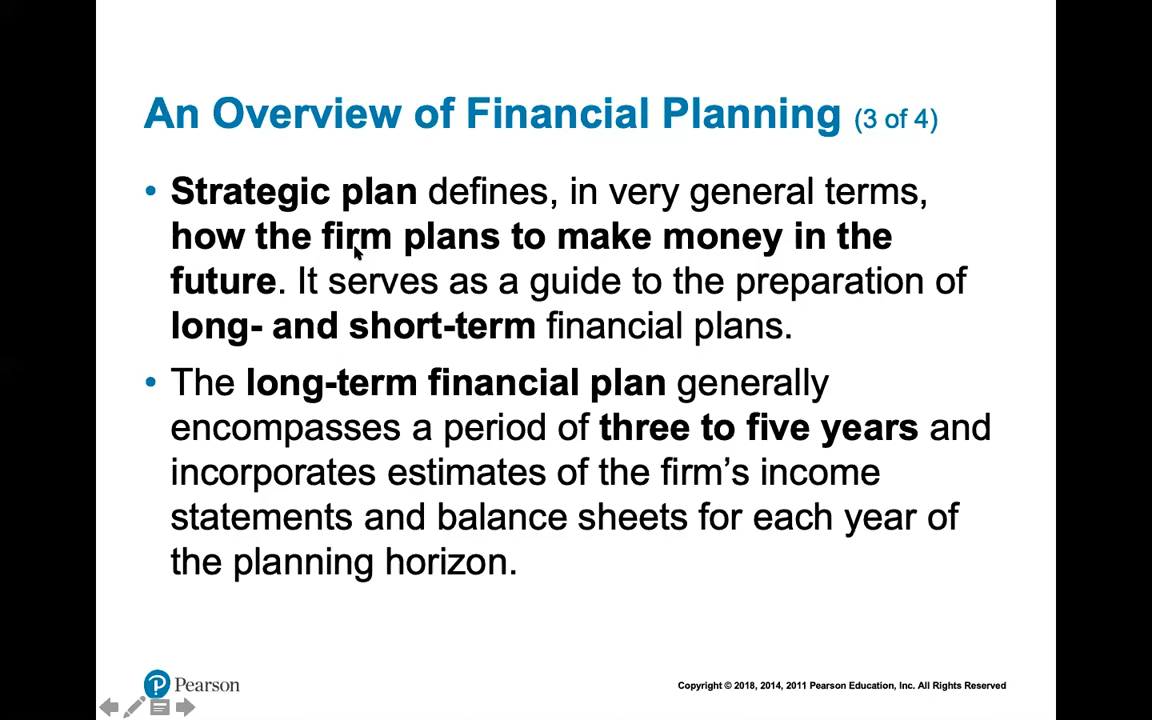 An Overview of Financial Planning (3 of 4)
• Strategic plan defines, in very general terms,
how the firm plans to make money in the
future. It serves as a guide to the preparation of
long- and short-term financial plans.
• The long-term financial plan generally
encompasses a period of three to five years and
incorporates estimates of the firm’s income
statements and balance sheets for each year of
the planning horizon.
P Pearson
Copyright © 2018, 2014, 2011 Pearson Education, Inc. All Rights Reserved